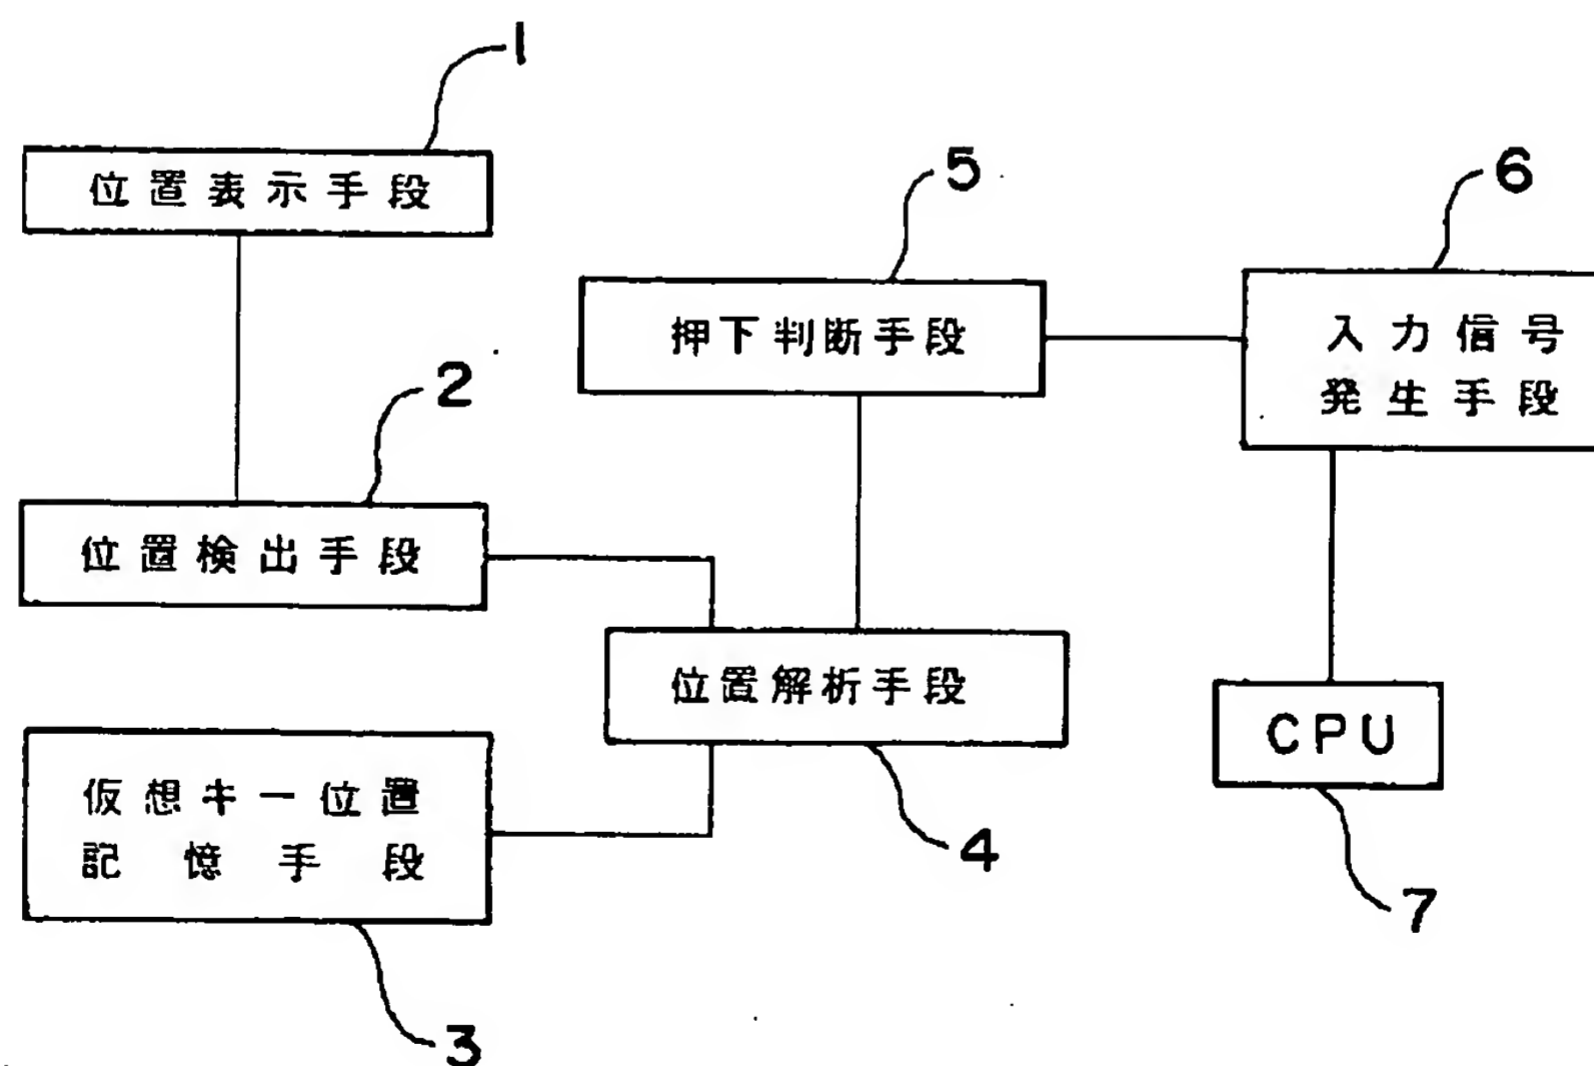 1
位置表示手段
5
6
押下判断手段
入力信号
発生手段
2
位置検出手段
位置解析手段
CPU
仮想キー位置
記憶手段
4
7
3